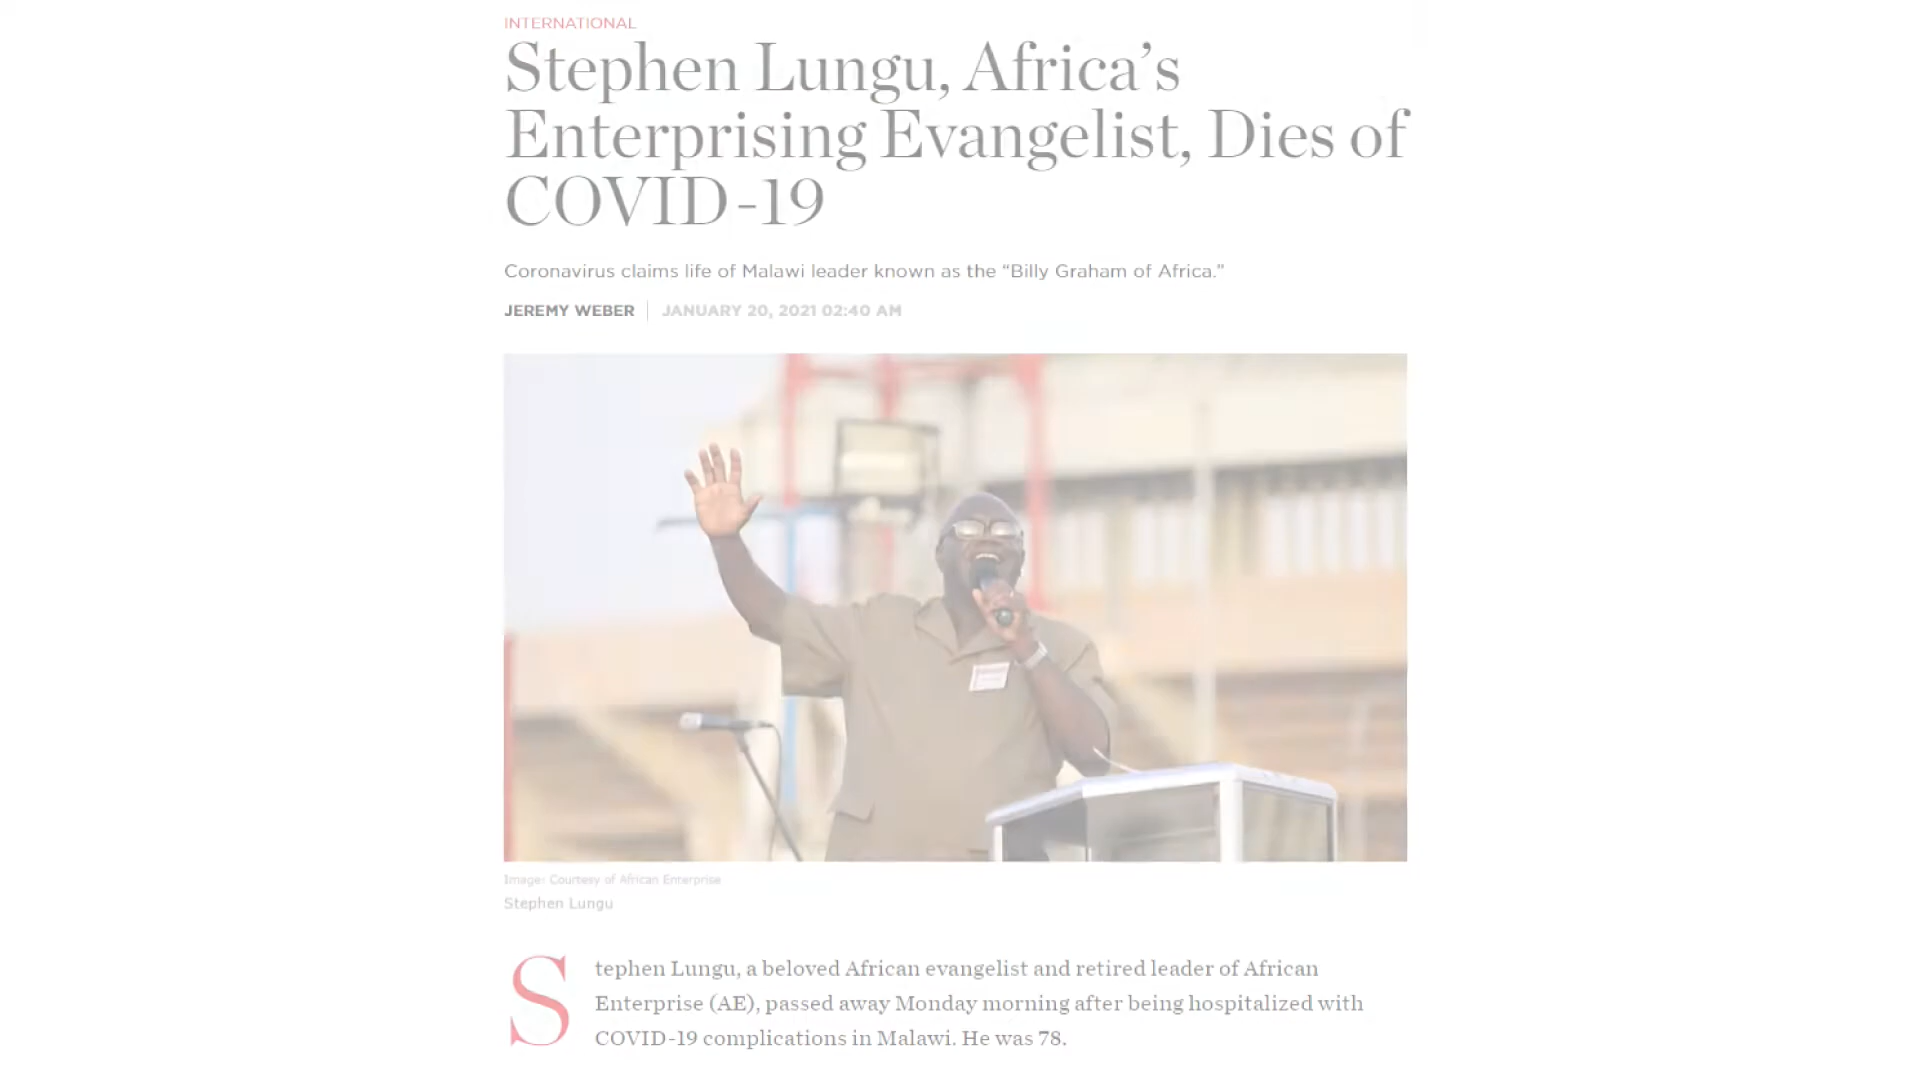 INTERNATIONAL
Stephen Lungu, Africa’s
Enterprising Evangelist, Dies of
COVID-19
Coronavirus claims life of Malawi leader known as the “Billy Graham of Africa.”
JEREMY WEBER | JANUARY 20, 2021 02:40 AM
Image: Courtesy of African Enterprise
Stephen Lungu
Stephen Lungu, a beloved African evangelist and retired leader of African
Enterprise (AE), passed away Monday morning after being hospitalized with
COVID-19 complications in Malawi. He was 78.